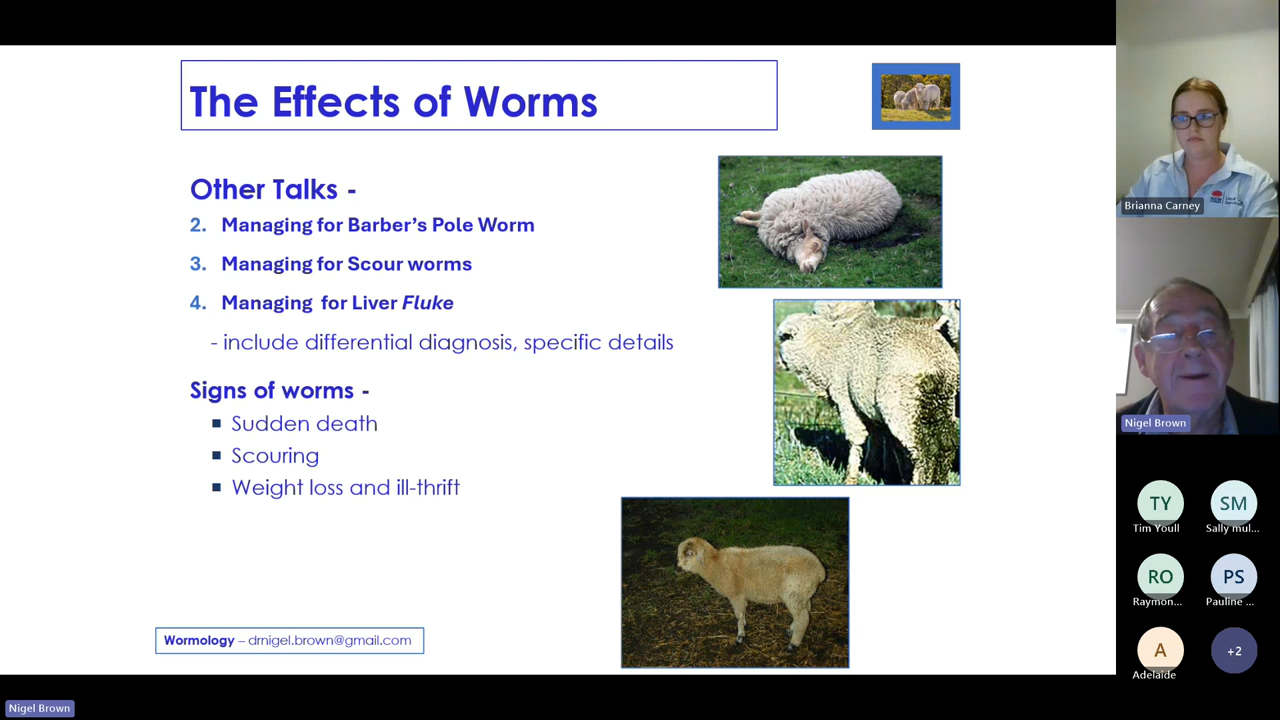 The Effects of Worms
Other Talks -
2. Managing for Barber's Pole Worm
3. Managing for Scour worms
4. Managing for Liver Fluke
- include differential diagnosis, specific details
Signs of worms -
▪ Sudden death
▪ Scouring
▪ Weight loss and ill-thrift
Wormology – drnigel.brown@gmail.com
Nigel Brown
Brianna Carney
Nigel Brown
TY
Tim Youll
SM
Sally mul...
RO
Raymon...
PS
Pauline ...
A
Adelaide
+2